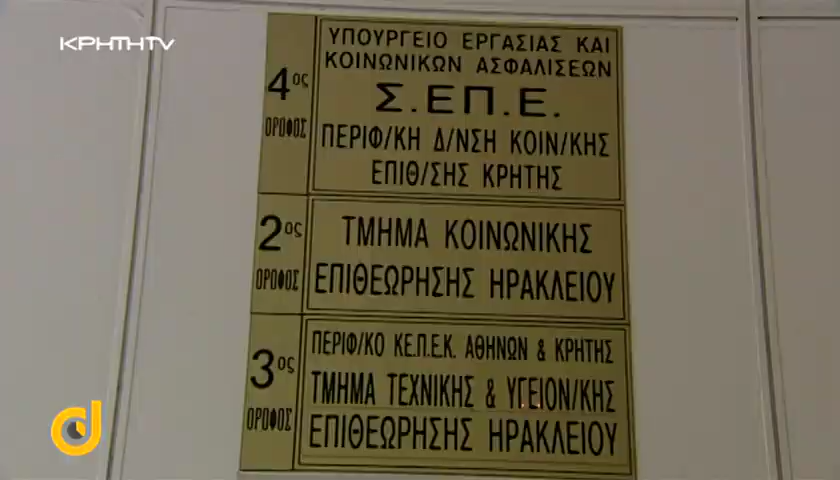 ΚΡΗΤΗTV
4ος
ΟΡΟΦΟΣ
ΥΠΟΥΡΓΕΙΟ ΕΡΓΑΣΙΑΣ ΚΑΙ
ΚΟΙΝΩΝΙΚΩΝ ΑΣΦΑΛΙΣΕΩΝ
Σ.ΕΠ.Ε.
ΠΕΡΙΦ/ΚΗ Δ/ΝΣΗ ΚΟΙΝ/ΚΗΣ
ΕΠΙΘ/ΣΗΣ ΚΡΗΤΗΣ
2ος
ΟΡΟΦΟΣ
ΤΜΗΜΑ ΚΟΙΝΩΝΙΚΗΣ
ΕΠΙΘΕΩΡΗΣΗΣ ΗΡΑΚΛΕΙΟΥ
3ος
ΟΡΟΦΟΣ
ΠΕΡΙΦ/ΚΟ ΚΕ.Π.ΕΚ. ΑΘΗΝΩΝ & ΚΡΗΤΗΣ
ΤΜΗΜΑ ΤΕΧΝΙΚΗΣ & ΥΓΕΙΟΝ/ΚΗΣ
ΕΠΙΘΕΩΡΗΣΗΣ ΗΡΑΚΛΕΙΟΥ